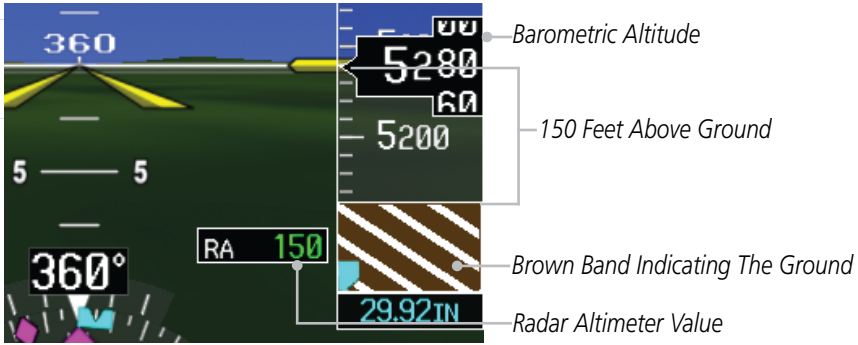 360
5280
60
Barometric Altitude
150 Feet Above Ground
5200
5 5
RA 150
360°
Brown Band Indicating The Ground
29.92IN
Radar Altimeter Value